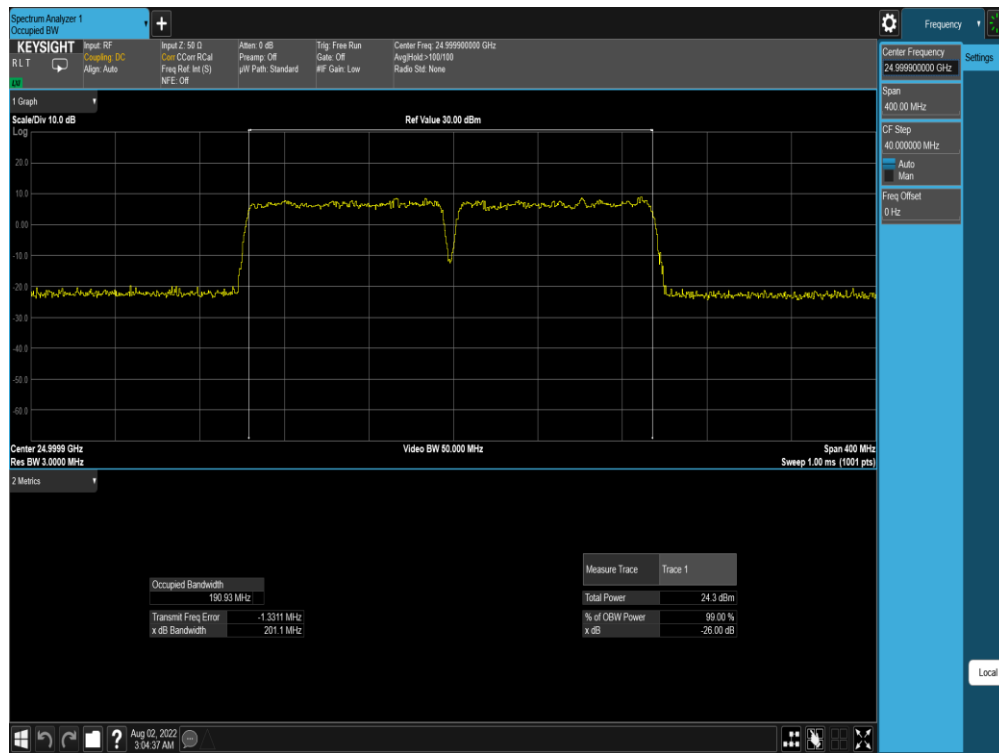 Spectrum Analyzer 1
Occupied BW
+
Frequency
KEYSIGHT
R L T
Input: RF
Coupling: DC
Align: Auto
Input Z: 50 Ω
Corr CCorr RCal
Freq Ref: Int (S)
NFE: Off
Atten: 0 dB
Preamp: Off
µW Path: Standard
Trig: Free Run
Gate: Off
#IF Gain: Low
Center Freq: 24.999900000 GHz
Avg|Hold:>100/100
Radio Std: None
Center Frequency
24.999900000 GHz
Settings
Span
400.00 MHz
CF Step
40.000000 MHz
Auto
Man
Freq Offset
0 Hz
1 Graph
Scale/Div 10.0 dB
Ref Value 30.00 dBm
Log
20.0
10.0
0.00
-10.0
-20.0
-30.0
-40.0
-50.0
-60.0
Center 24.9999 GHz
Video BW 50.000 MHz
Span 400 MHz
Res BW 3.0000 MHz
Sweep 1.00 ms (1001 pts)
2 Metrics
Measure Trace Trace 1
Occupied Bandwidth
190.93 MHz
Total Power 24.3 dBm
Transmit Freq Error -1.3311 MHz
% of OBW Power 99.00 %
x dB Bandwidth 201.1 MHz
x dB -26.00 dB
Local
?
Aug 02, 2022
3:04:37 AM